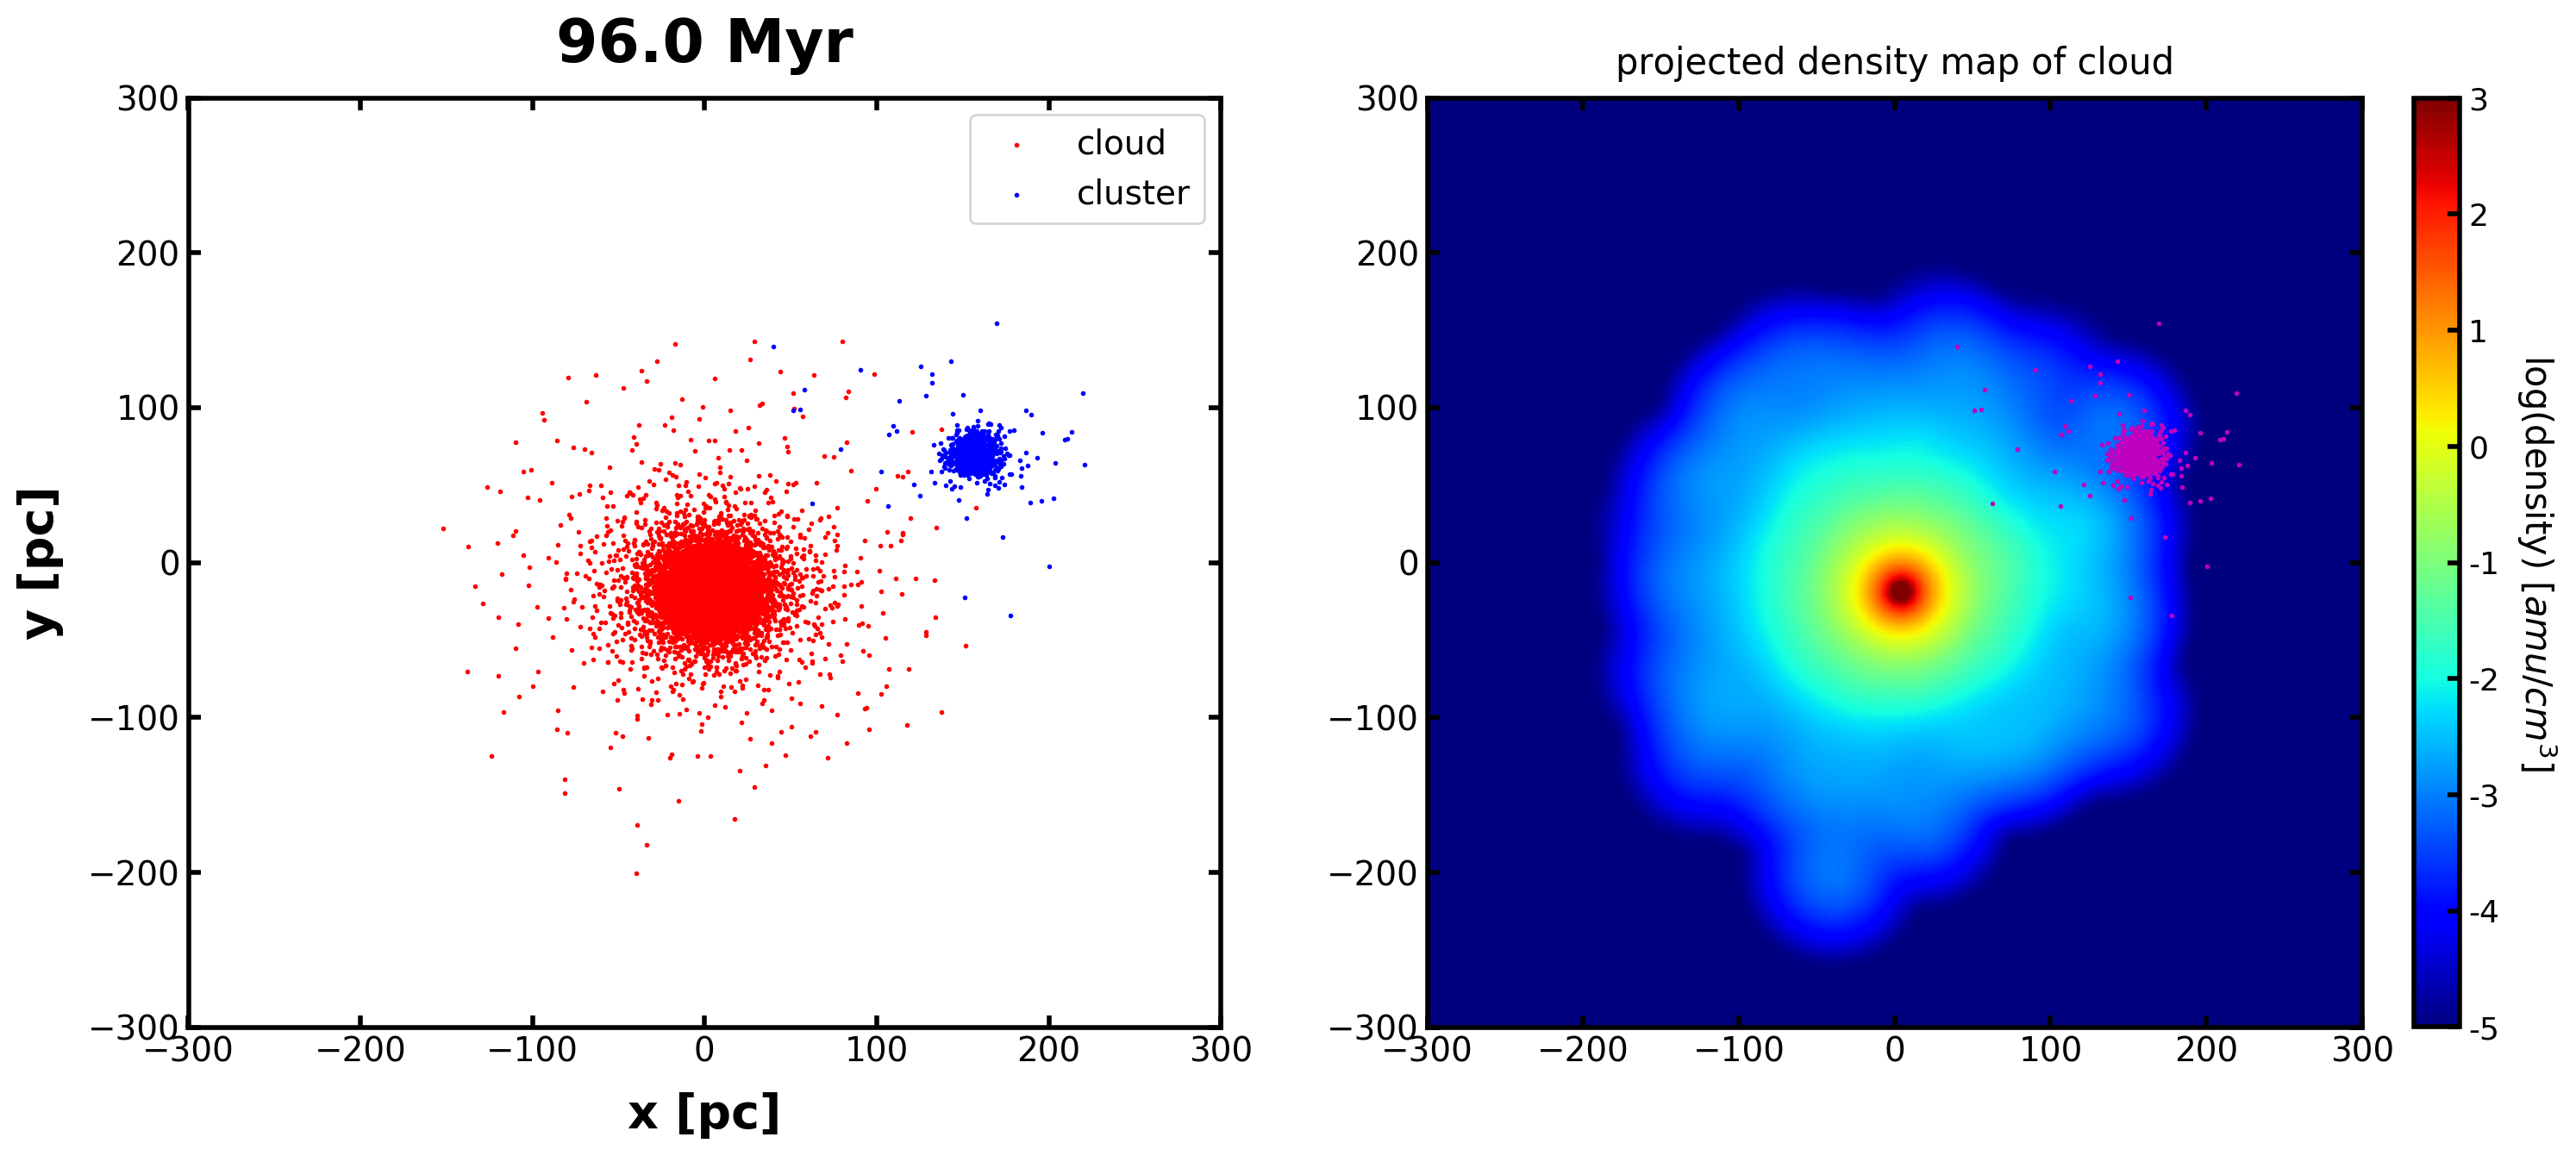 96.0 Myr
projected density map of cloud
cloud
cluster
300
200
100
0
−100
−200
−300
−300 −200 −100 0 100 200 300
x [pc]
y [pc]
300
200
100
0
−100
−200
−300
−300 −200 −100 0 100 200 300
3
2
1
0
-1
-2
-3
-4
-5
log(density) [amu/cm³]